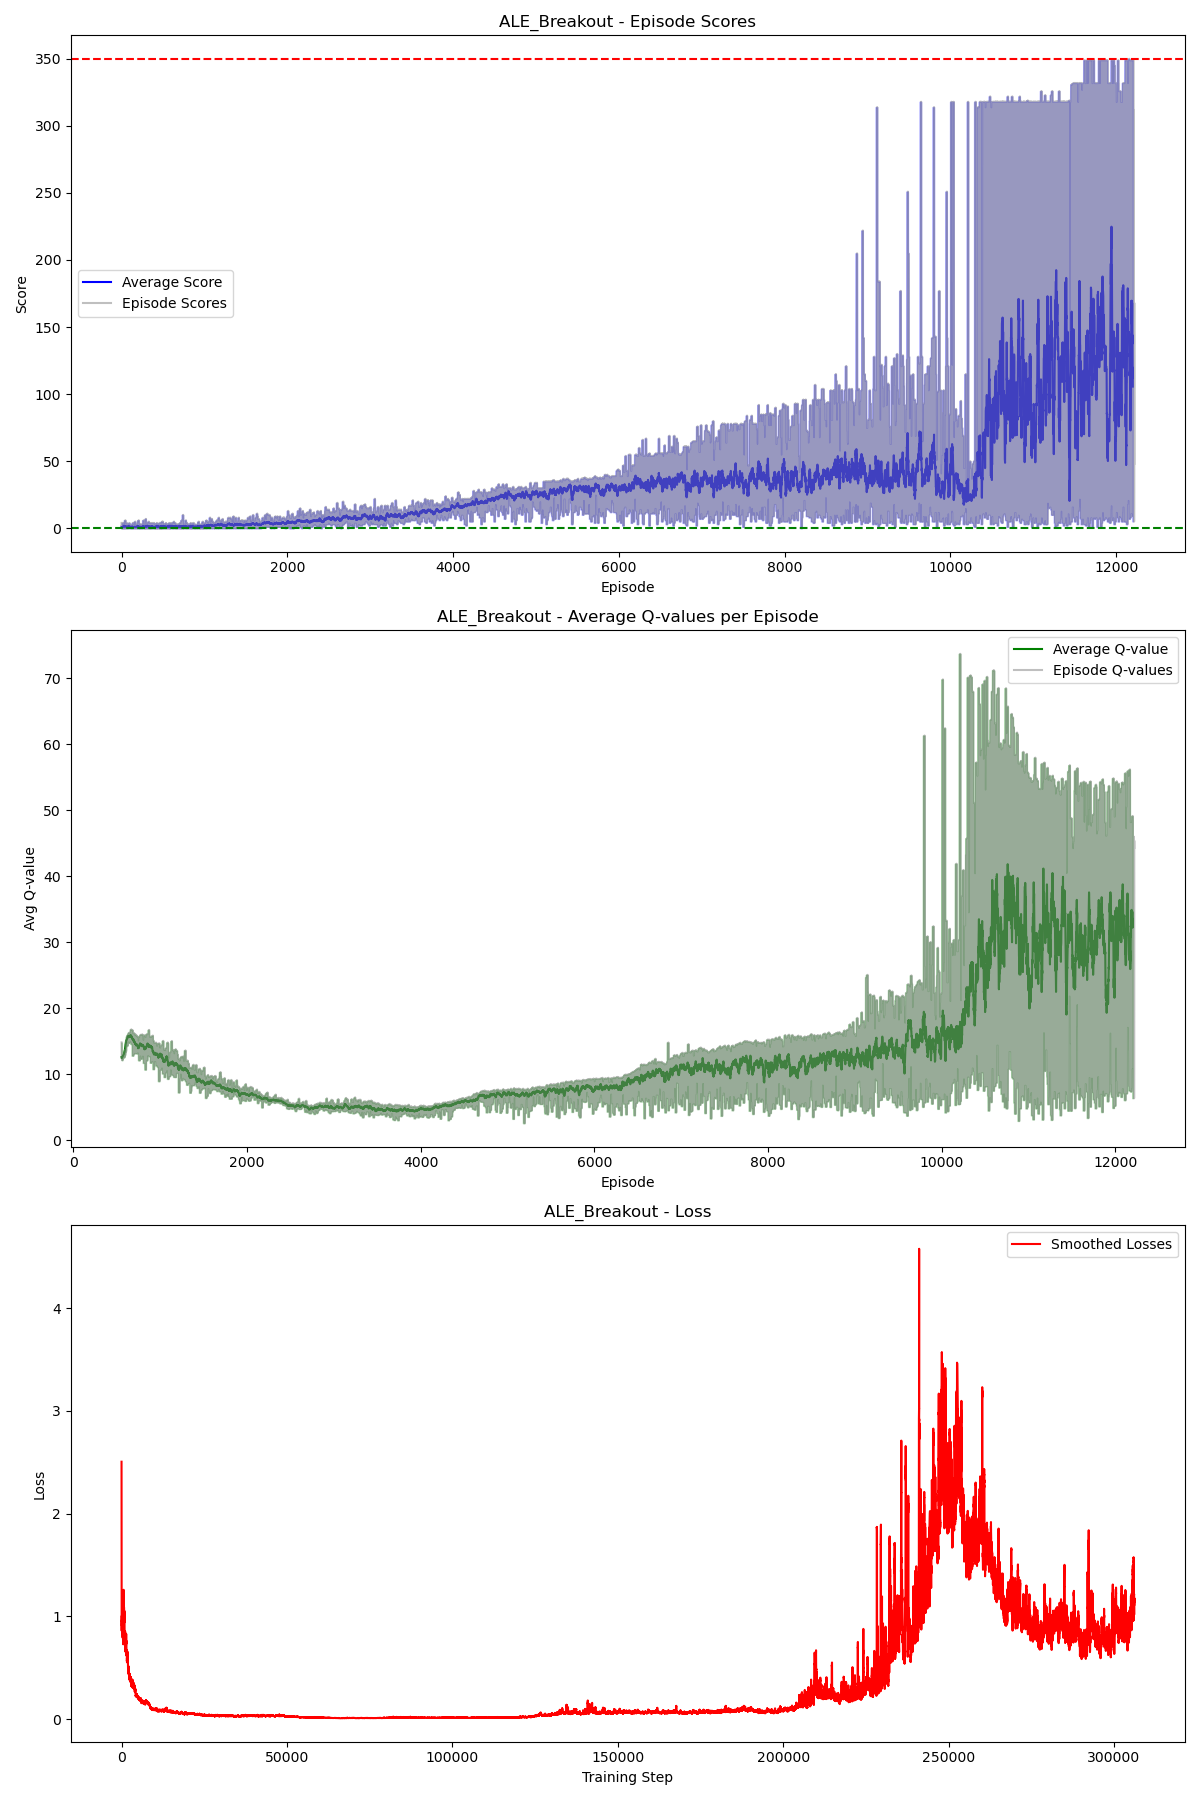 ALE_Breakout - Episode Scores
350
300
250
200
150
100
50
0
Score
Average Score
Episode Scores
0 2000 4000 6000 8000 10000 12000
Episode
ALE_Breakout - Average Q-values per Episode
70
60
50
40
30
20
10
0
Avg Q-value
Average Q-value
Episode Q-values
0 2000 4000 6000 8000 10000 12000
Episode
ALE_Breakout - Loss
4
3
2
1
0
Loss
Smoothed Losses
0 50000 100000 150000 200000 250000 300000
Training Step